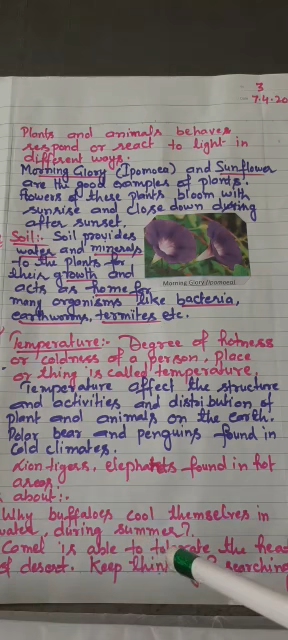 3
- 7.4.20
Plants and animals behaves
respond or react to light in
different ways.
Morning Glory (Ipomoea) and Sunflower
are the good examples of plants.
Flowers of these plants bloom with
sunrise and close down during
after sunset.
Soil:- Soil provides
water and minerals
to the plants for
their growth and
acts as home for
Morning Glory(Ipomoea)
many organisms like bacteria,
earthworms, termites etc.
Temperature:- Degree of hotness
or coldness of a person, place
or thing is called temperature.
Temperature affect the structure
and activities and distribution of
plant and animals on the earth.
Polar bear and penguins found in
cold climates.
Lion-tigers, elephants found in hot
areas.
about:-
Why buffaloes cool themselves in
water, during summer?
Camel is able to the heat
of desert. Keep searching